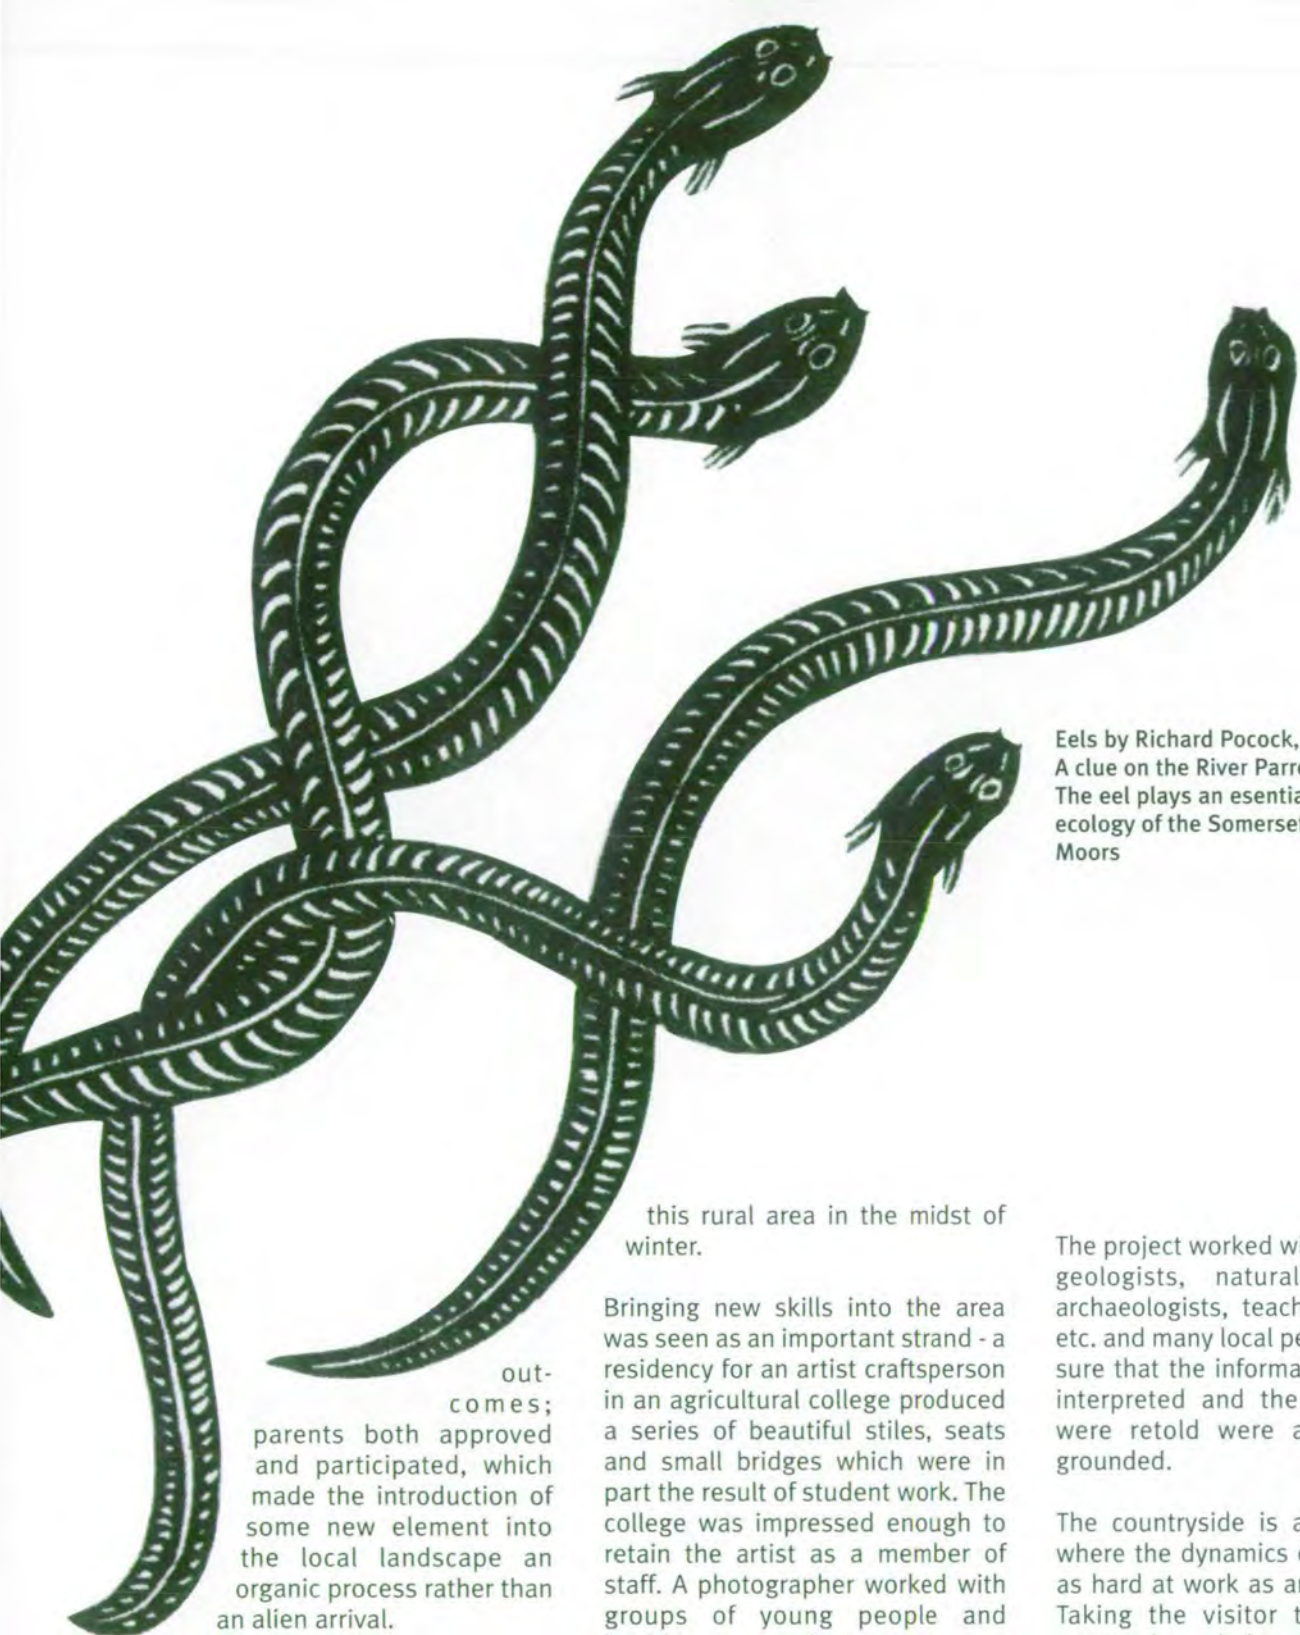 out-
comes;
parents both approved
and participated, which
made the introduction of
some new element into
the local landscape an
organic process rather than
an alien arrival.
this rural area in the midst of
winter.
Bringing new skills into the area
was seen as an important strand - a
residency for an artist craftsperson
in an agricultural college produced
a series of beautiful stiles, seats
and small bridges which were in
part the result of student work. The
college was impressed enough to
retain the artist as a member of
staff. A photographer worked with
groups of young people and
Eels by Richard Pocock,
A clue on the River Parre
The eel plays an esentia
ecology of the Somerse
Moors
The project worked wi
geologists, natural
archaeologists, teach
etc. and many local pe
sure that the informa
interpreted and the
were retold were a
grounded.
The countryside is a
where the dynamics
as hard at work as a
Taking the visitor t